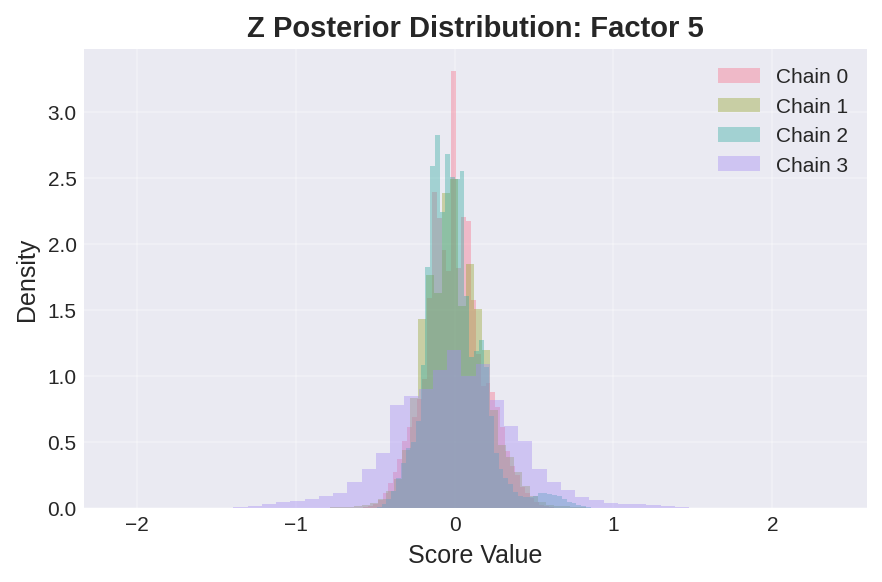 Z Posterior Distribution: Factor 5
Chain 0
Chain 1
Chain 2
Chain 3
3.0
2.5
2.0
1.5
1.0
0.5
0.0
Density
−2
−1
0
1
2
Score Value